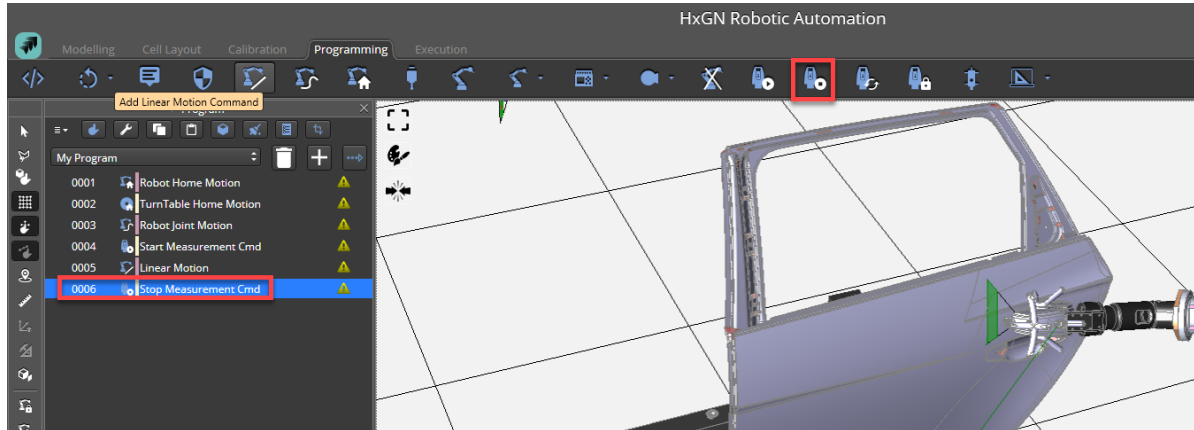 HxGN Robotic Automation
Modelling Cell Layout Calibration Programming Execution
Add Linear Motion Command
Program
My Program
0001 Robot Home Motion
0002 TurnTable Home Motion
0003 Robot Joint Motion
0004 Start Measurement Cmd
0005 Linear Motion
0006 Stop Measurement Cmd